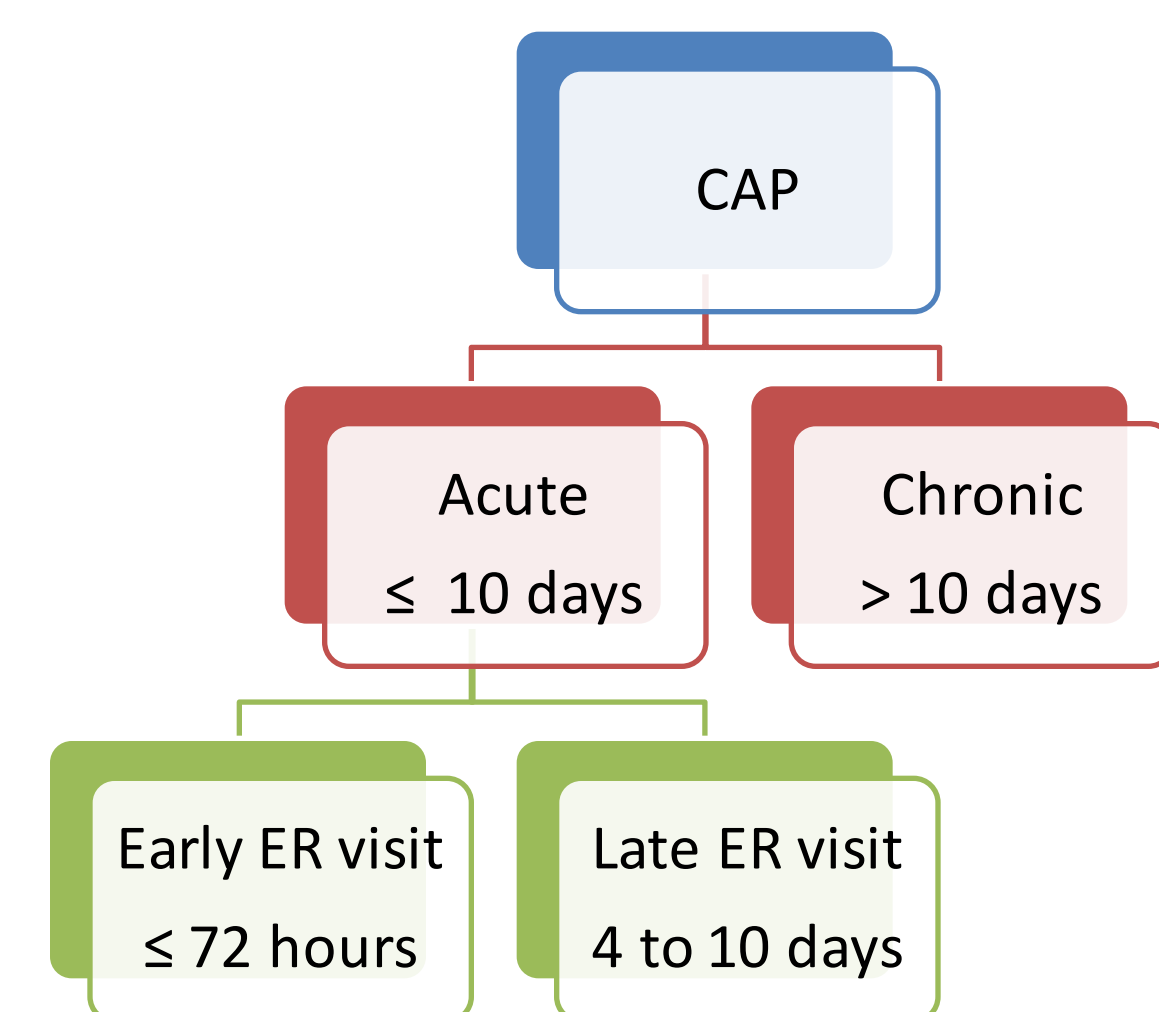 CAP
Acute
≤ 10 days
Chronic
> 10 days
Early ER visit
≤ 72 hours
Late ER visit
4 to 10 days